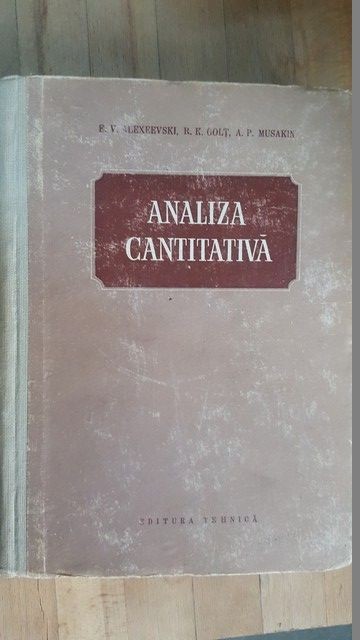 E. V. ALEXEEVSKI, R. K. GOLȚ, A. P. MUSAKIN
ANALIZA
CANTITATIVĂ
EDITURA TEHNICĂ